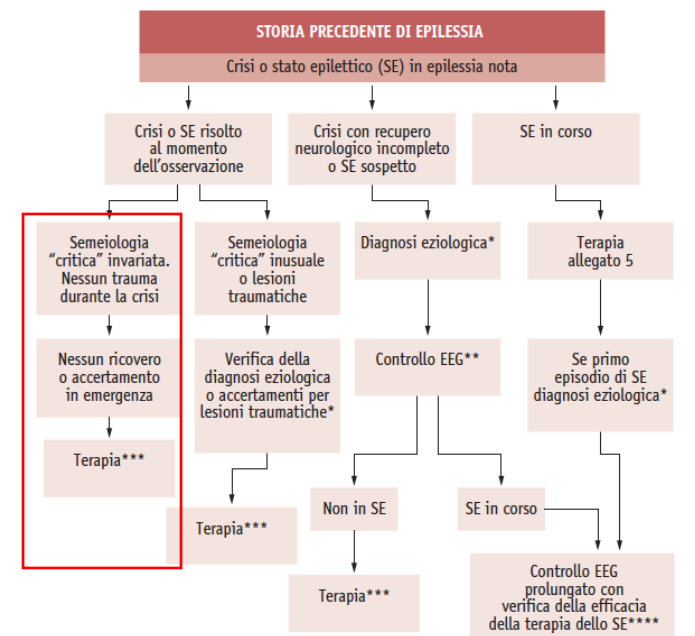 STORIA PRECEDENTE DI EPILESSIA
Crisi o stato epilettico (SE) in epilessia nota
Crisi o SE risolto
al momento
dell'osservazione
Crisi con recupero
neurologico incompleto
o SE sospetto
SE in corso
Semeiologia
"critica" invariata.
Nessun trauma
durante la crisi
Semeiologia
"critica" inusuale
o lesioni
traumatiche
Diagnosi eziologica*
Terapia
allegato 5
Nessun ricovero
o accertamento
in emergenza
Verifica della
diagnosi eziologica
o accertamenti per
lesioni traumatiche*
Controllo EEG**
Se primo
episodio di SE
diagnosi eziologica*
Terapia***
Terapia***
Non in SE
SE in corso
Terapia***
Controllo EEG
prolungato con
verifica della efficacia
della terapia dello SE****